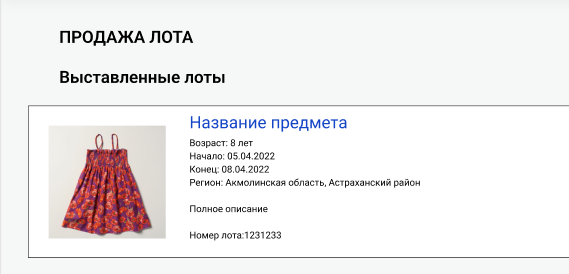 ПРОДАЖА ЛОТА
Выставленные лоты
Название предмета
Возраст: 8 лет
Начало: 05.04.2022
Конец: 08.04.2022
Регион: Акмолинская область, Астраханский район
Полное описание
Номер лота:1231233